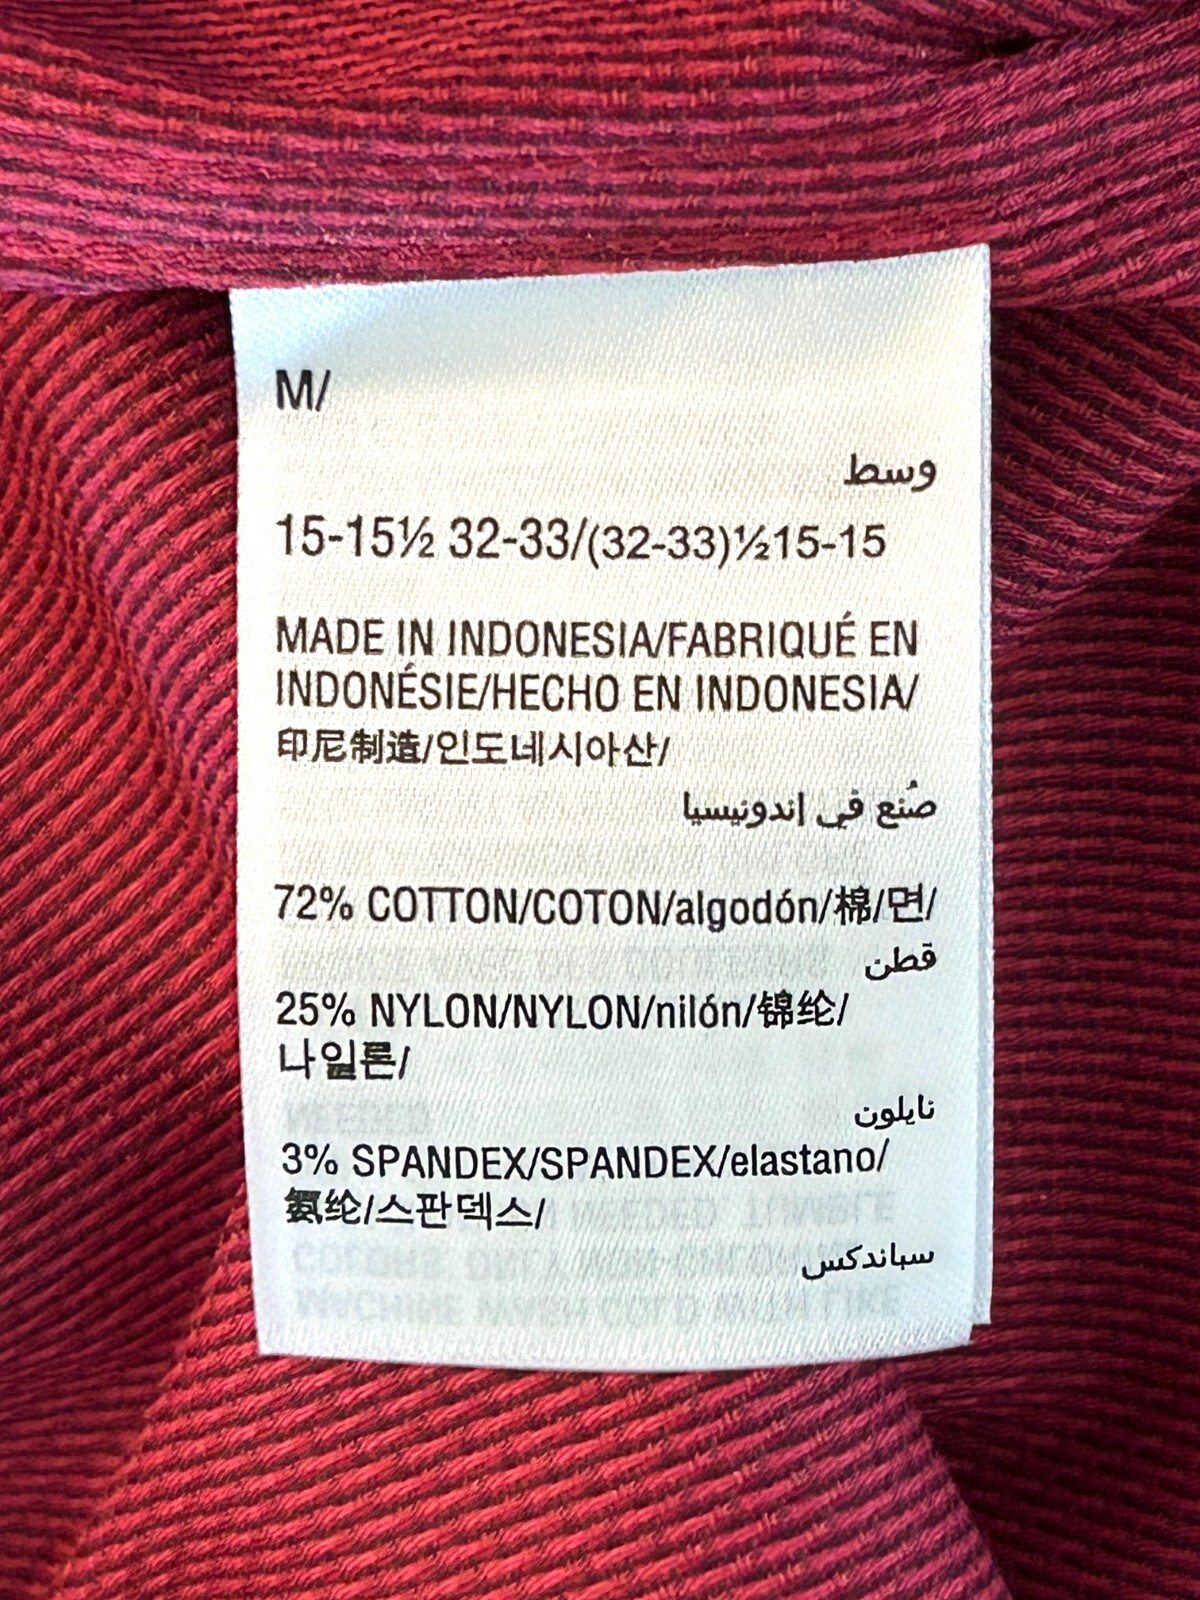 M/
وسط
15-15½ 32-33/(32-33)½15-15
MADE IN INDONESIA/FABRIQUÉ EN
INDONÉSIE/HECHO EN INDONESIA/
印尼制造/인도네시아산/
صُنع في إندونيسيا
72% COTTON/COTON/algodón/棉/면/
قطن
25% NYLON/NYLON/nilón/锦纶/
나일론/
نايلون
3% SPANDEX/SPANDEX/elastano/
氨纶/스판덱스/
سباندكس